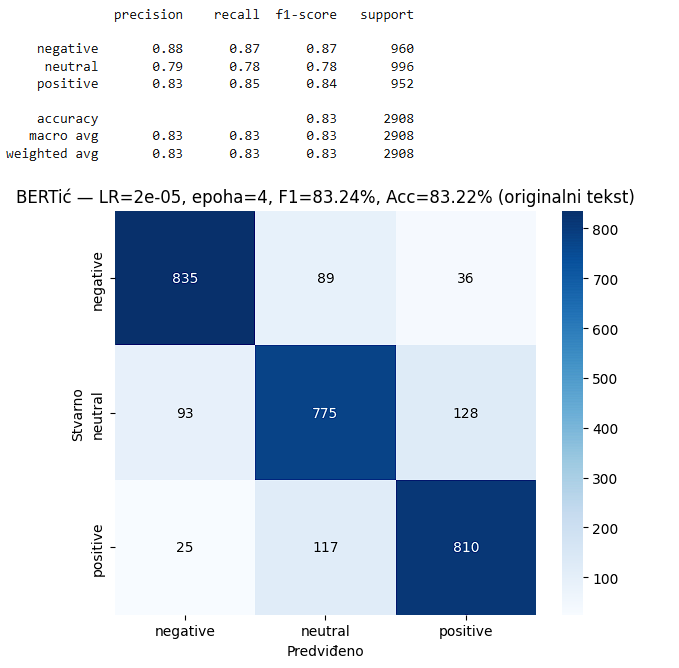 precision recall f1-score support
negative 0.88 0.87 0.87 960
neutral 0.79 0.78 0.78 996
positive 0.83 0.85 0.84 952
accuracy 0.83 2908
macro avg 0.83 0.83 0.83 2908
weighted avg 0.83 0.83 0.83 2908
BERTić — LR=2e-05, epoha=4, F1=83.24%, Acc=83.22% (originalni tekst)
Stvarno
negative
835 89 36
neutral
93 775 128
positive
25 117 810
negative neutral positive
Predviđeno
800
700
600
500
400
300
200
100